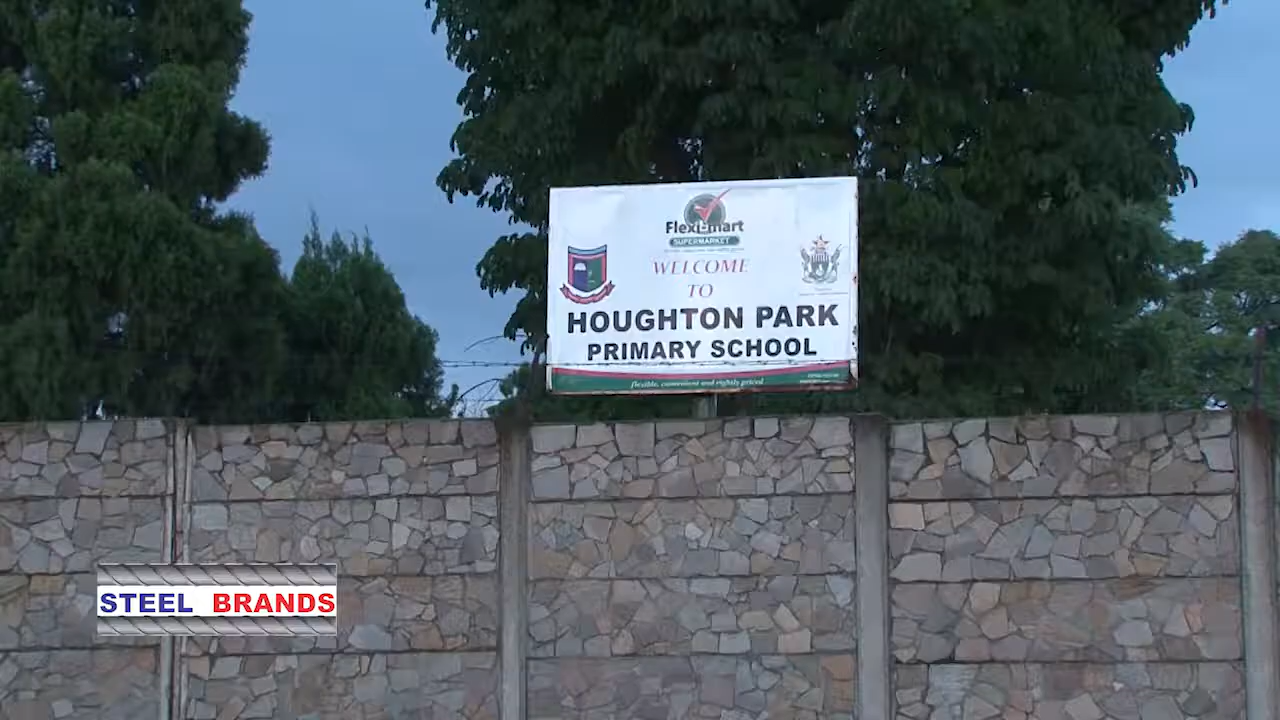 Flexi-mart
SUPERMARKET
WELCOME
TO
HOUGHTON PARK
PRIMARY SCHOOL
flexible, convenient and rightly priced
STEEL BRANDS